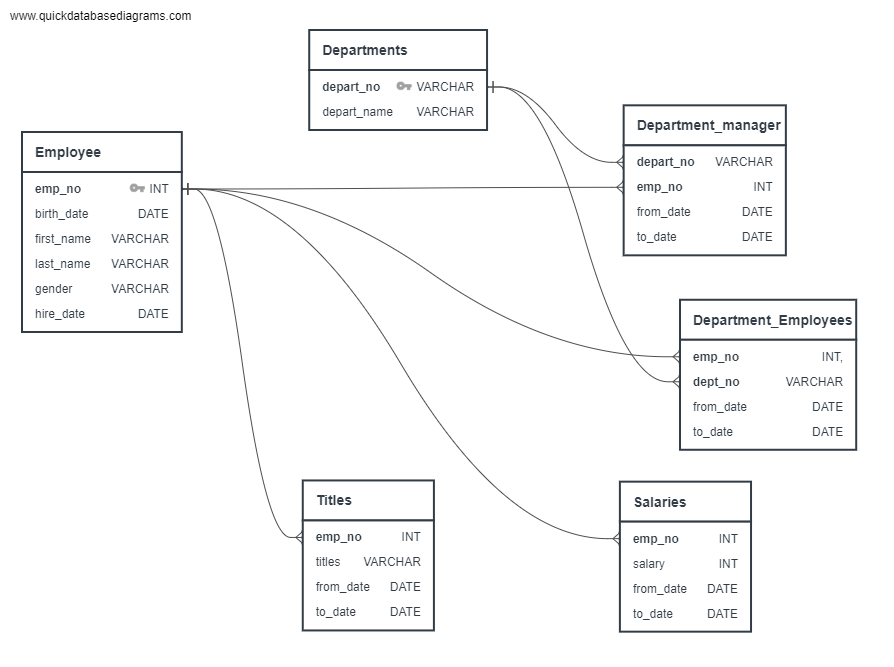 www.quickdatabasediagrams.com
Departments
depart_no VARCHAR
depart_name VARCHAR
Department_manager
depart_no VARCHAR
emp_no INT
from_date DATE
to_date DATE
Employee
emp_no INT
birth_date DATE
first_name VARCHAR
last_name VARCHAR
gender VARCHAR
hire_date DATE
Department_Employees
emp_no INT,
dept_no VARCHAR
from_date DATE
to_date DATE
Titles
emp_no INT
titles VARCHAR
from_date DATE
to_date DATE
Salaries
emp_no INT
salary INT
from_date DATE
to_date DATE